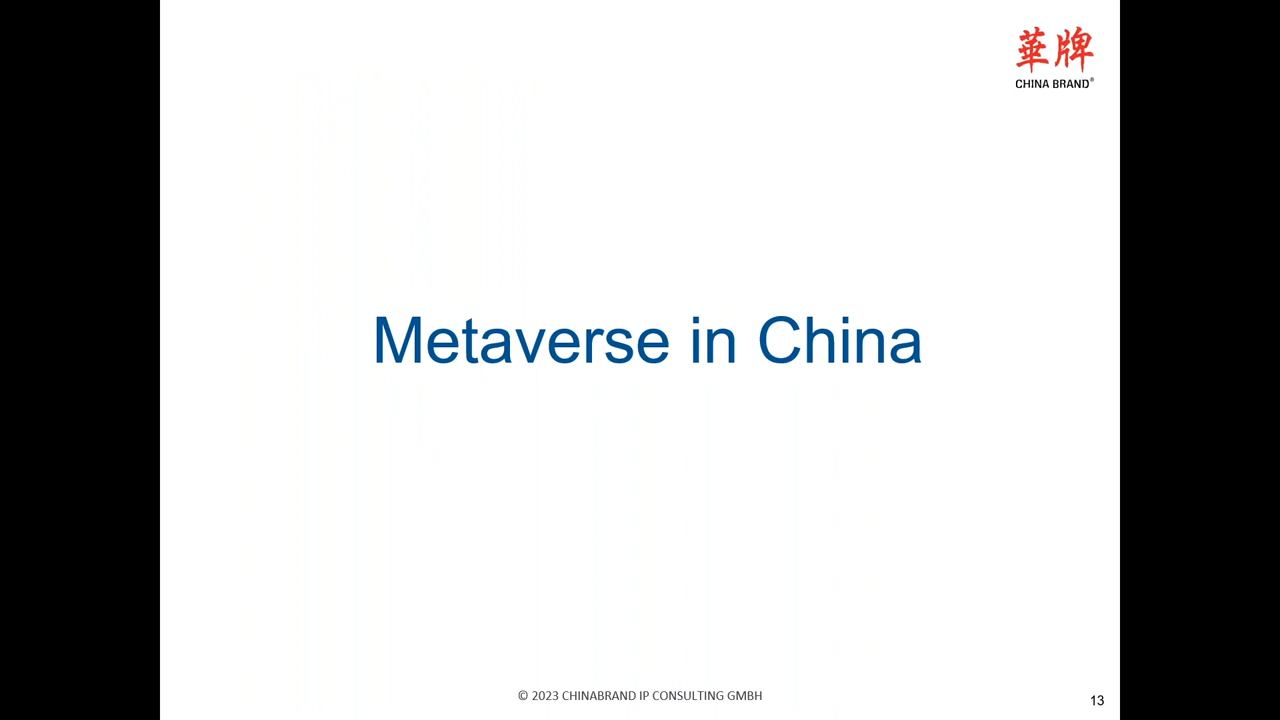 華牌
CHINA BRAND®
Metaverse in China
© 2023 CHINABRAND IP CONSULTING GMBH
13